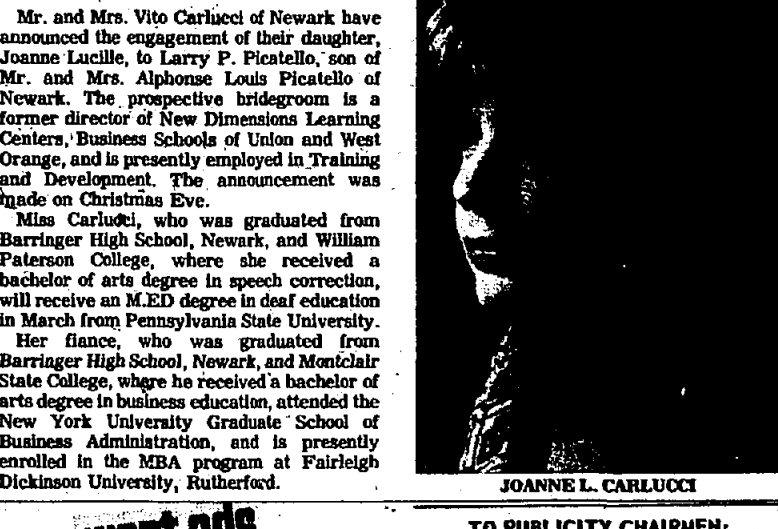 Mr. and Mrs. Vito Carlucci of Newark have
announced the engagement of their daughter,
Joanne Lucille, to Larry P. Picatello, son of
Mr. and Mrs. Alphonse Louis Picatello of
Newark. The prospective bridegroom is a
former director of New Dimensions Learning
Centers, Business Schools of Union and West
Orange, and is presently employed in Training
and Development. The announcement was
made on Christmas Eve.
Miss Carlucci, who was graduated from
Barringer High School, Newark, and William
Paterson College, where she received a
bachelor of arts degree in speech correction,
will receive an M.ED degree in deaf education
in March from Pennsylvania State University.
Her fiance, who was graduated from
Barringer High School, Newark, and Montclair
State College, where he received a bachelor of
arts degree in business education, attended the
New York University Graduate School of
Business Administration, and is presently
enrolled in the MBA program at Fairleigh
Dickinson University, Rutherford.
JOANNE L. CARLUCCI
want ads
TO PUBLICITY CHAIRMEN: